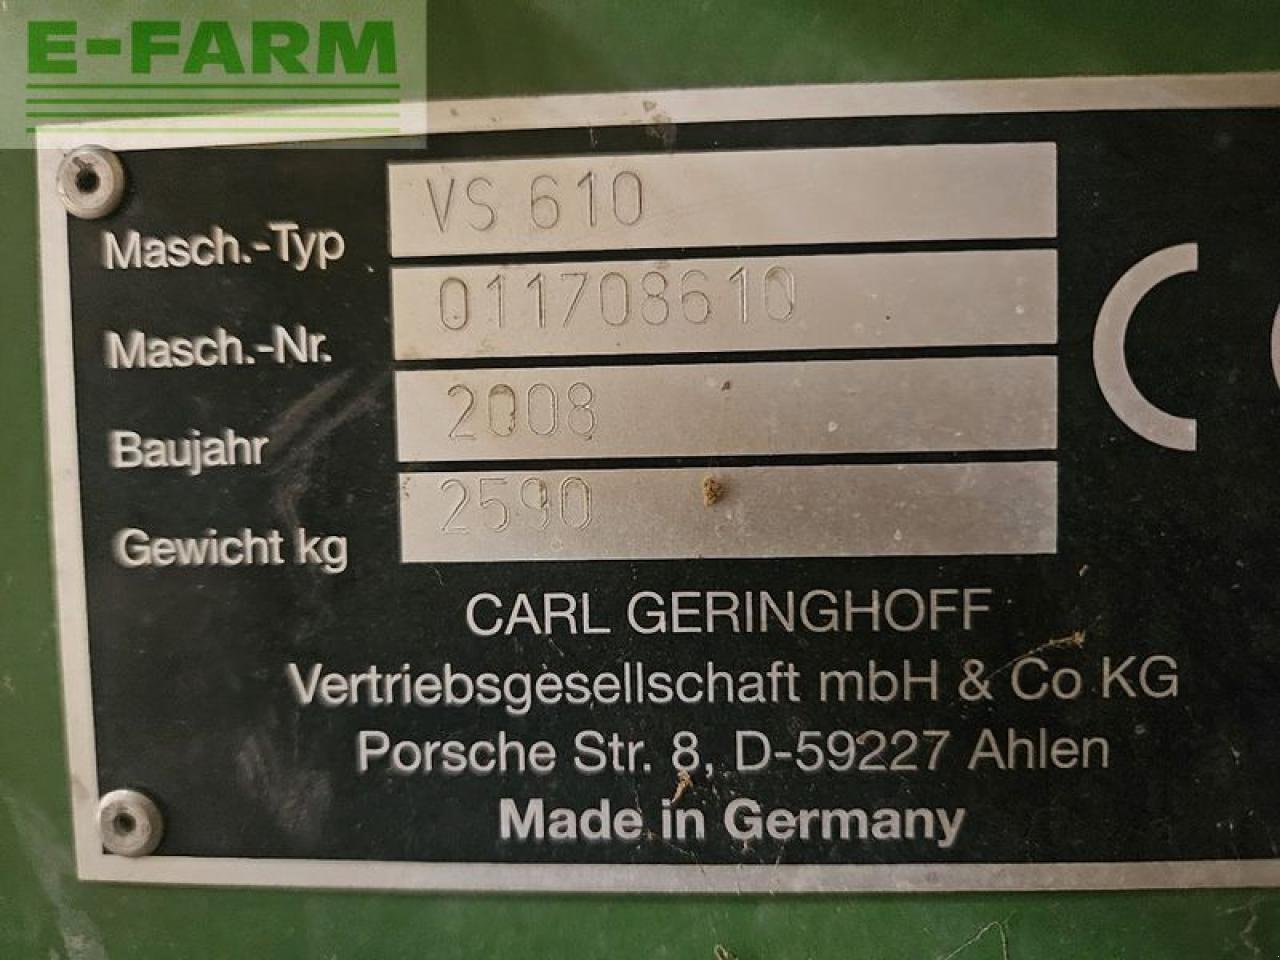 E-FARM
Masch.-Typ VS 610
Masch.-Nr. 011708610
Baujahr 2008
Gewicht kg 2590
CE
CARL GERINGHOFF
Vertriebsgesellschaft mbH & Co KG
Porsche Str. 8, D-59227 Ahlen
Made in Germany